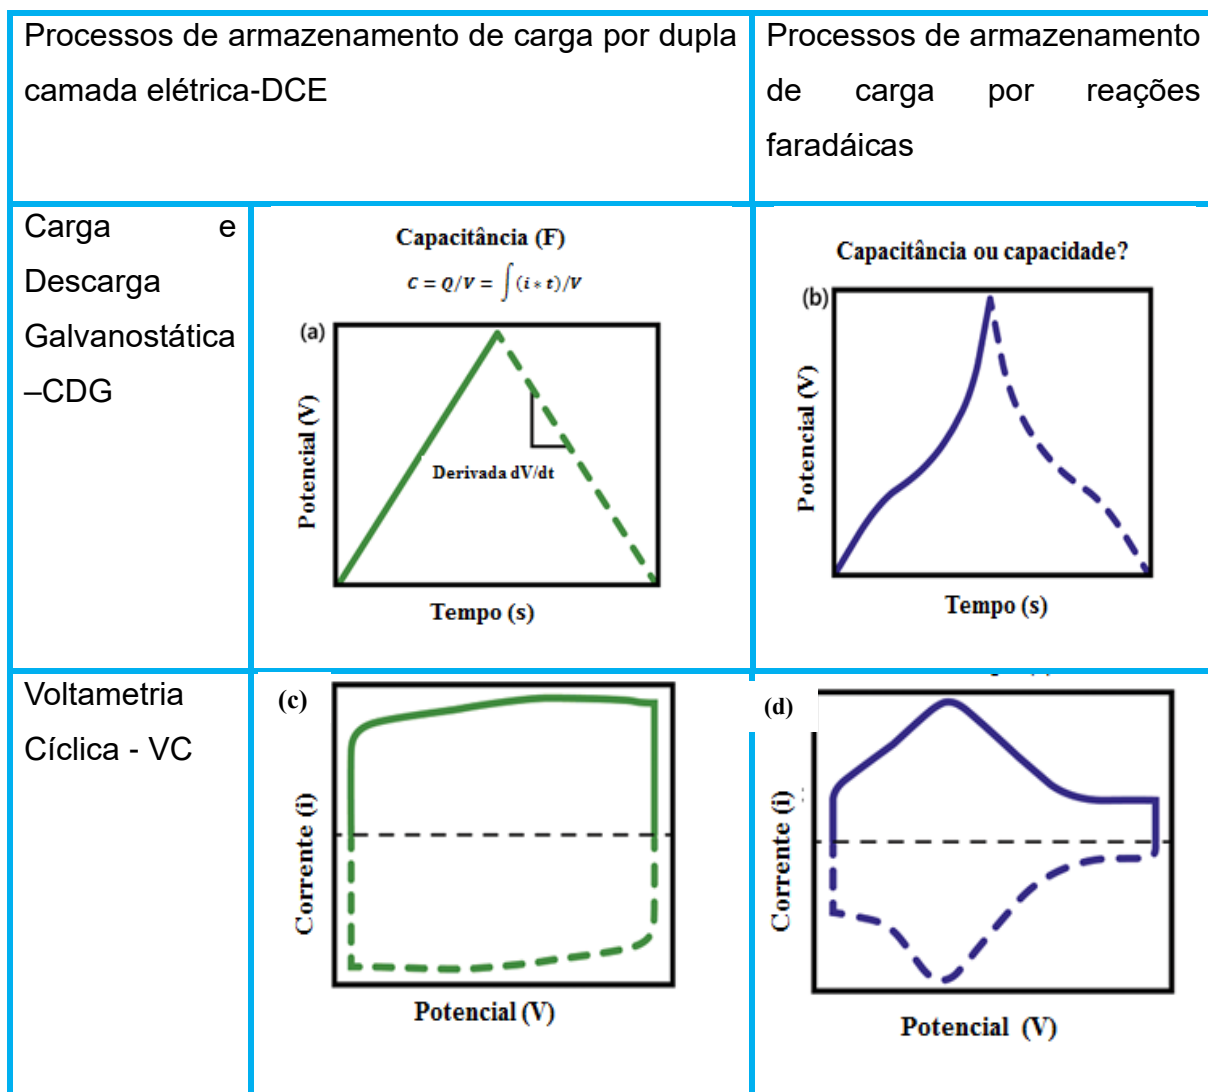 Processos de armazenamento de carga por dupla
camada elétrica-DCE
Processos de armazenamento
de carga por reações
faradáicas
Carga e
Descarga
Galvanostática
–CDG
Capacitância (F)
C = Q/V = ∫(i * t)/V
(a)
Potencial (V)
Derivada dV/dt
Tempo (s)
Capacitância ou capacidade?
(b)
Potencial (V)
Tempo (s)
Voltametria
Cíclica - VC
(c)
Corrente (i)
Potencial (V)
(d)
Corrente (i)
Potencial (V)